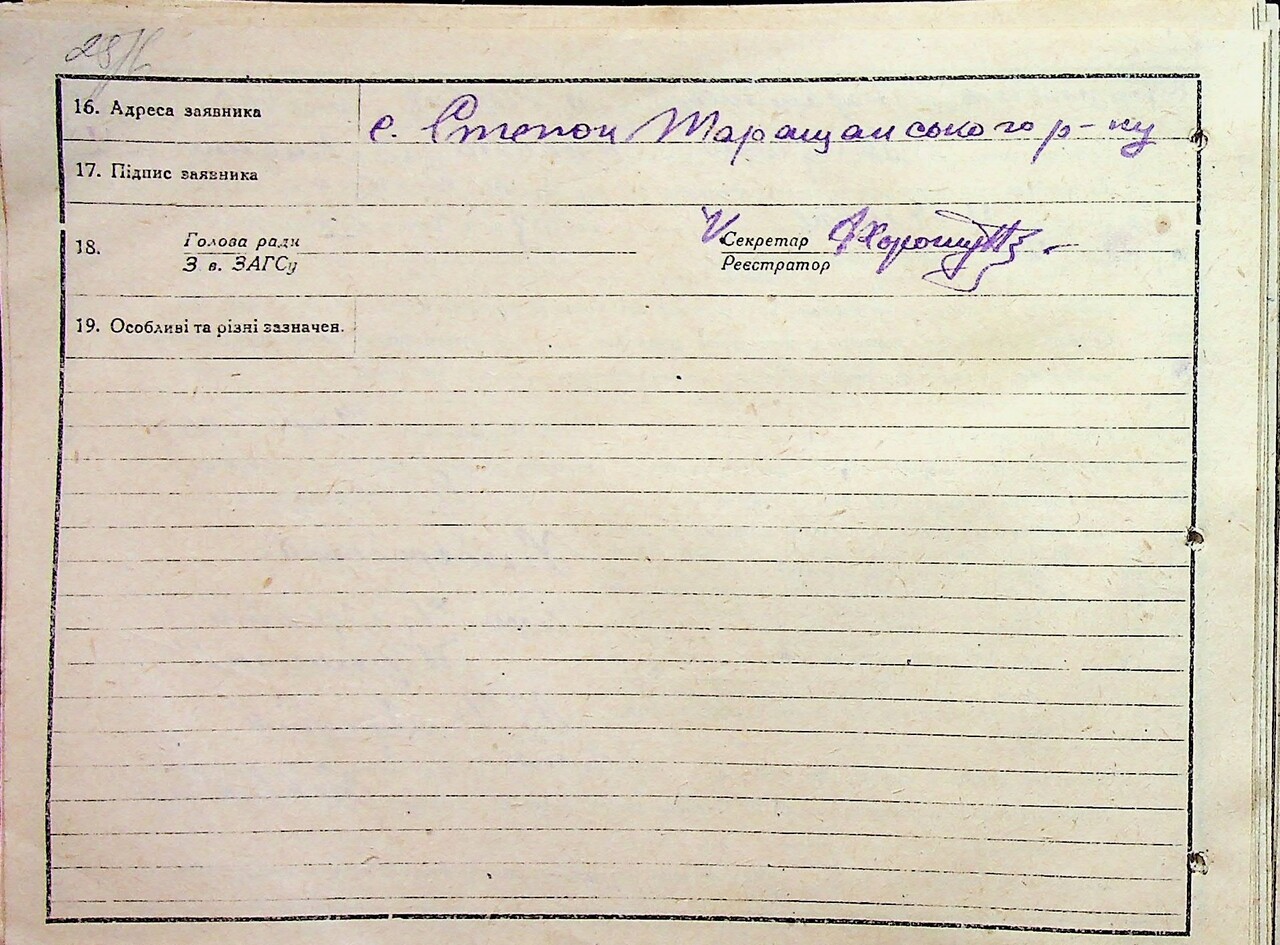 28
16. Адреса заявника с. Степок Таращанського р-ну
17. Підпис заявника
18. Голова ради Секретар
З в. ЗАГСу Реєстратор
19. Особливі та різні зазначен.